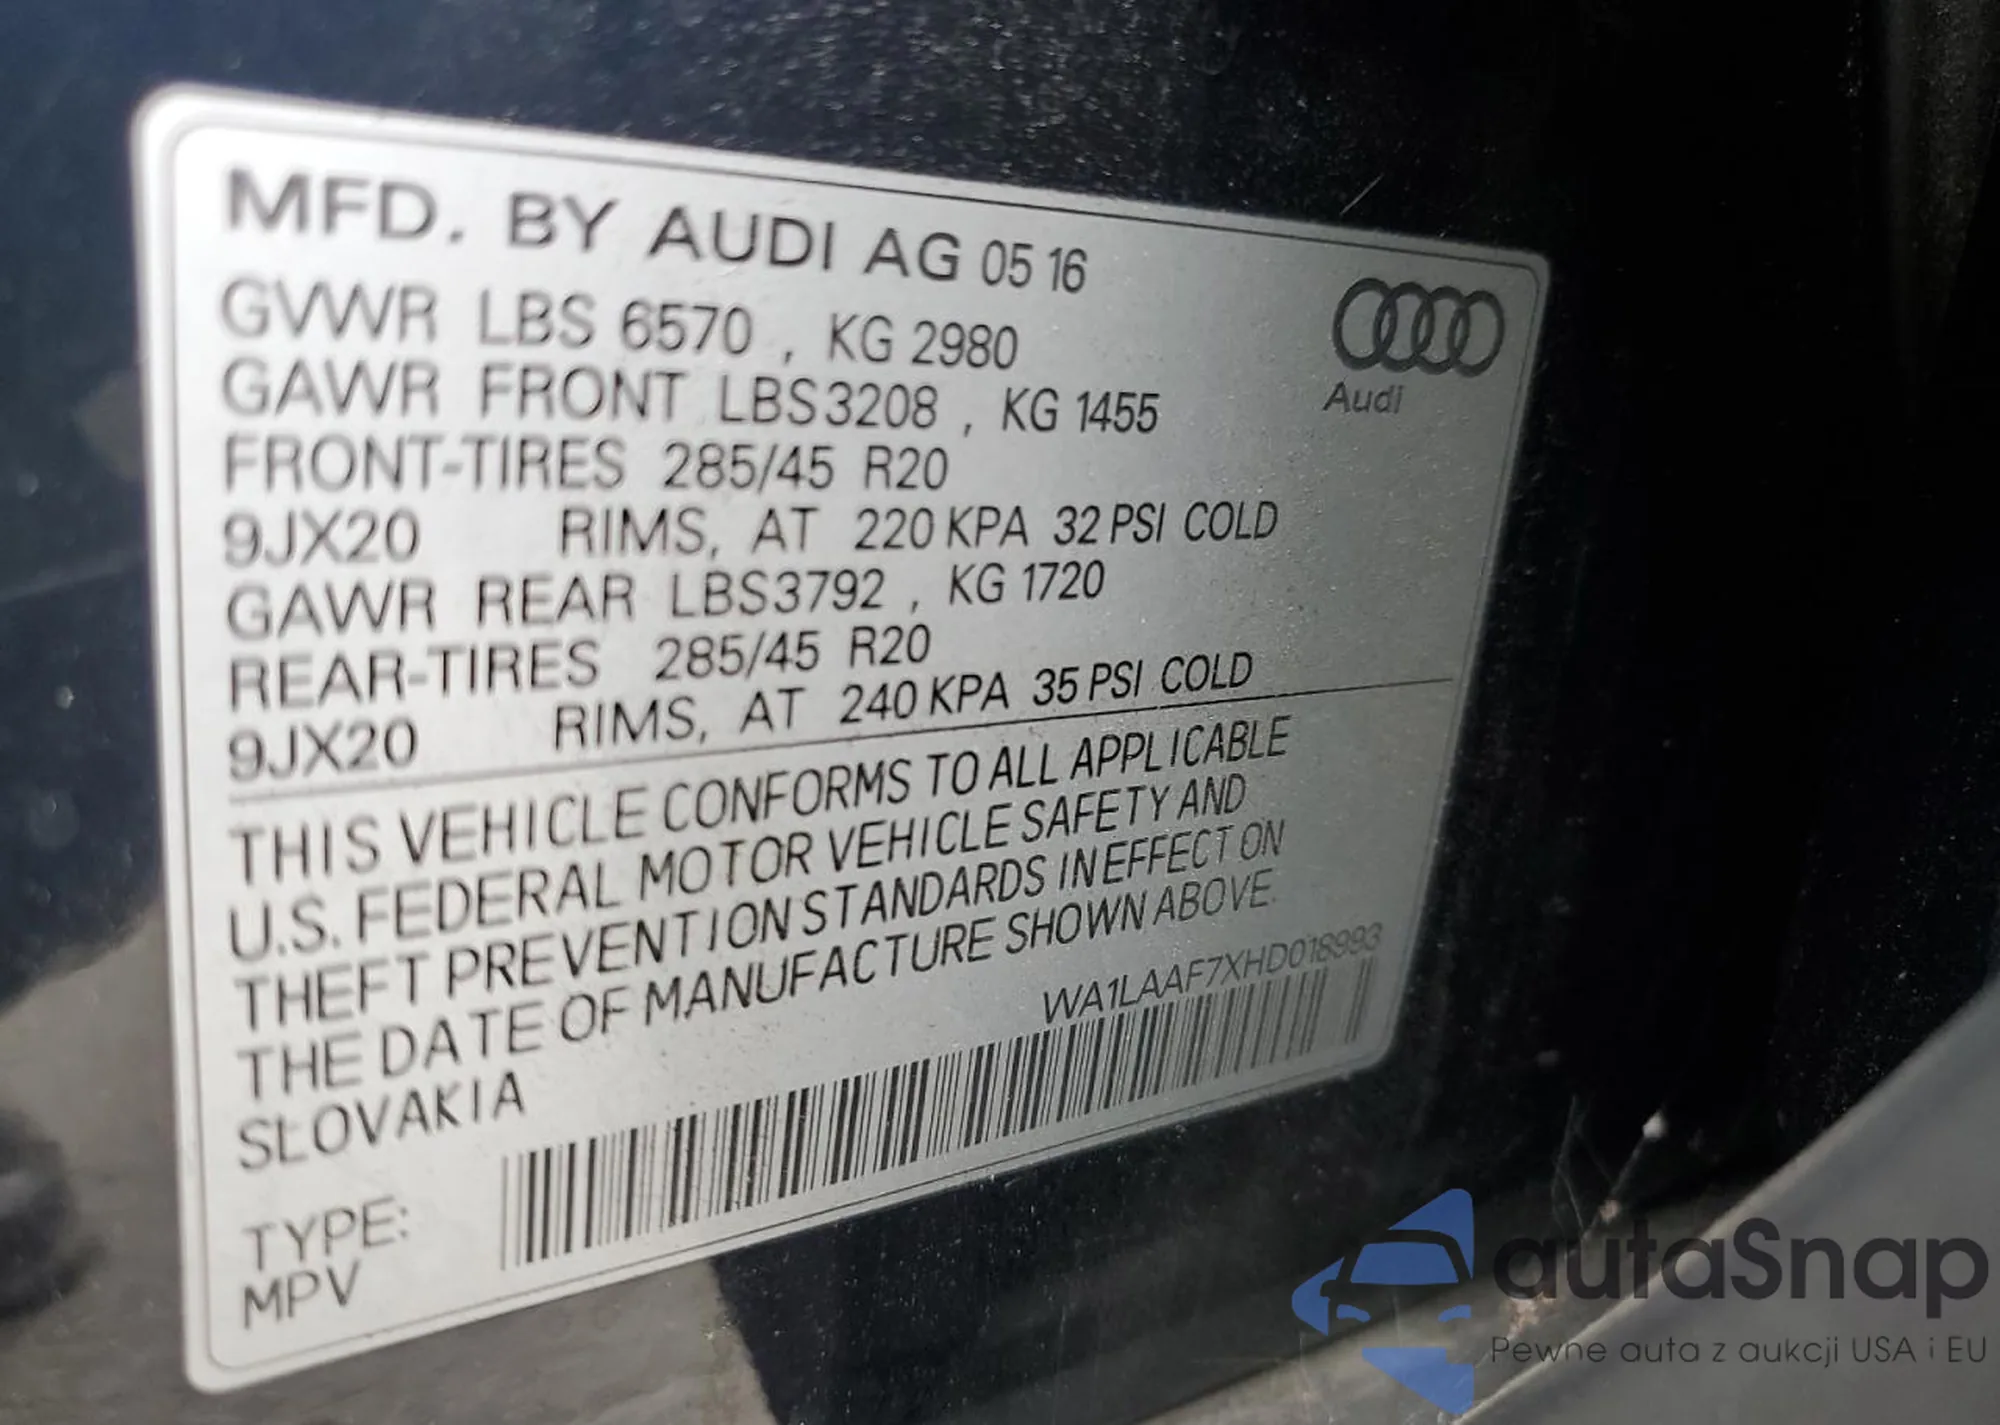 MFD. BY AUDI AG 05 16
GVWR LBS 6570 , KG 2980
GAWR FRONT LBS3208 , KG 1455
FRONT-TIRES 285/45 R20
9JX20 RIMS, AT 220 KPA 32 PSI COLD
GAWR REAR LBS3792 , KG 1720
REAR-TIRES 285/45 R20
9JX20 RIMS, AT 240 KPA 35 PSI COLD
THIS VEHICLE CONFORMS TO ALL APPLICABLE
U.S. FEDERAL MOTOR VEHICLE SAFETY AND
THEFT PREVENTION STANDARDS IN EFFECT ON
THE DATE OF MANUFACTURE SHOWN ABOVE.
SLOVAKIA
WA1LAAF7XHD018993
TYPE:
MPV
Audi
autaSnap
Pewne auta z aukcji USA i EU